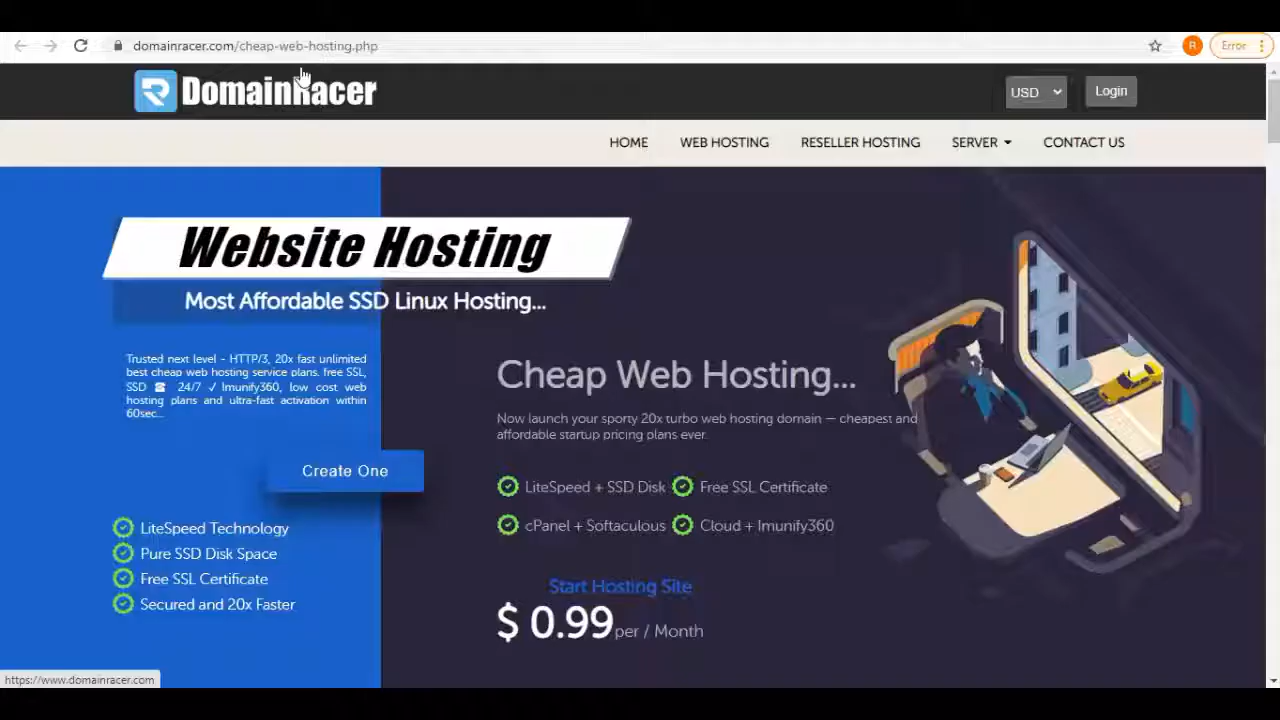 domainracer.com/cheap-web-hosting.php
R
Error
DomainRacer
USD
Login
HOME
WEB HOSTING
RESELLER HOSTING
SERVER
CONTACT US
Website Hosting
Most Affordable SSD Linux Hosting...
Trusted next level - HTTP/3, 20x fast unlimited
best cheap web hosting service plans. free SSL,
SSD ☎ 24/7 ✓ Imunify360, low cost web
hosting plans and ultra-fast activation within
60sec...
Create One
LiteSpeed Technology
Pure SSD Disk Space
Free SSL Certificate
Secured and 20x Faster
Cheap Web Hosting...
Now launch your sporty 20x turbo web hosting domain — cheapest and
affordable startup pricing plans ever.
LiteSpeed + SSD Disk
Free SSL Certificate
cPanel + Softaculous
Cloud + Imunify360
Start Hosting Site
$ 0.99 per / Month
https://www.domainracer.com